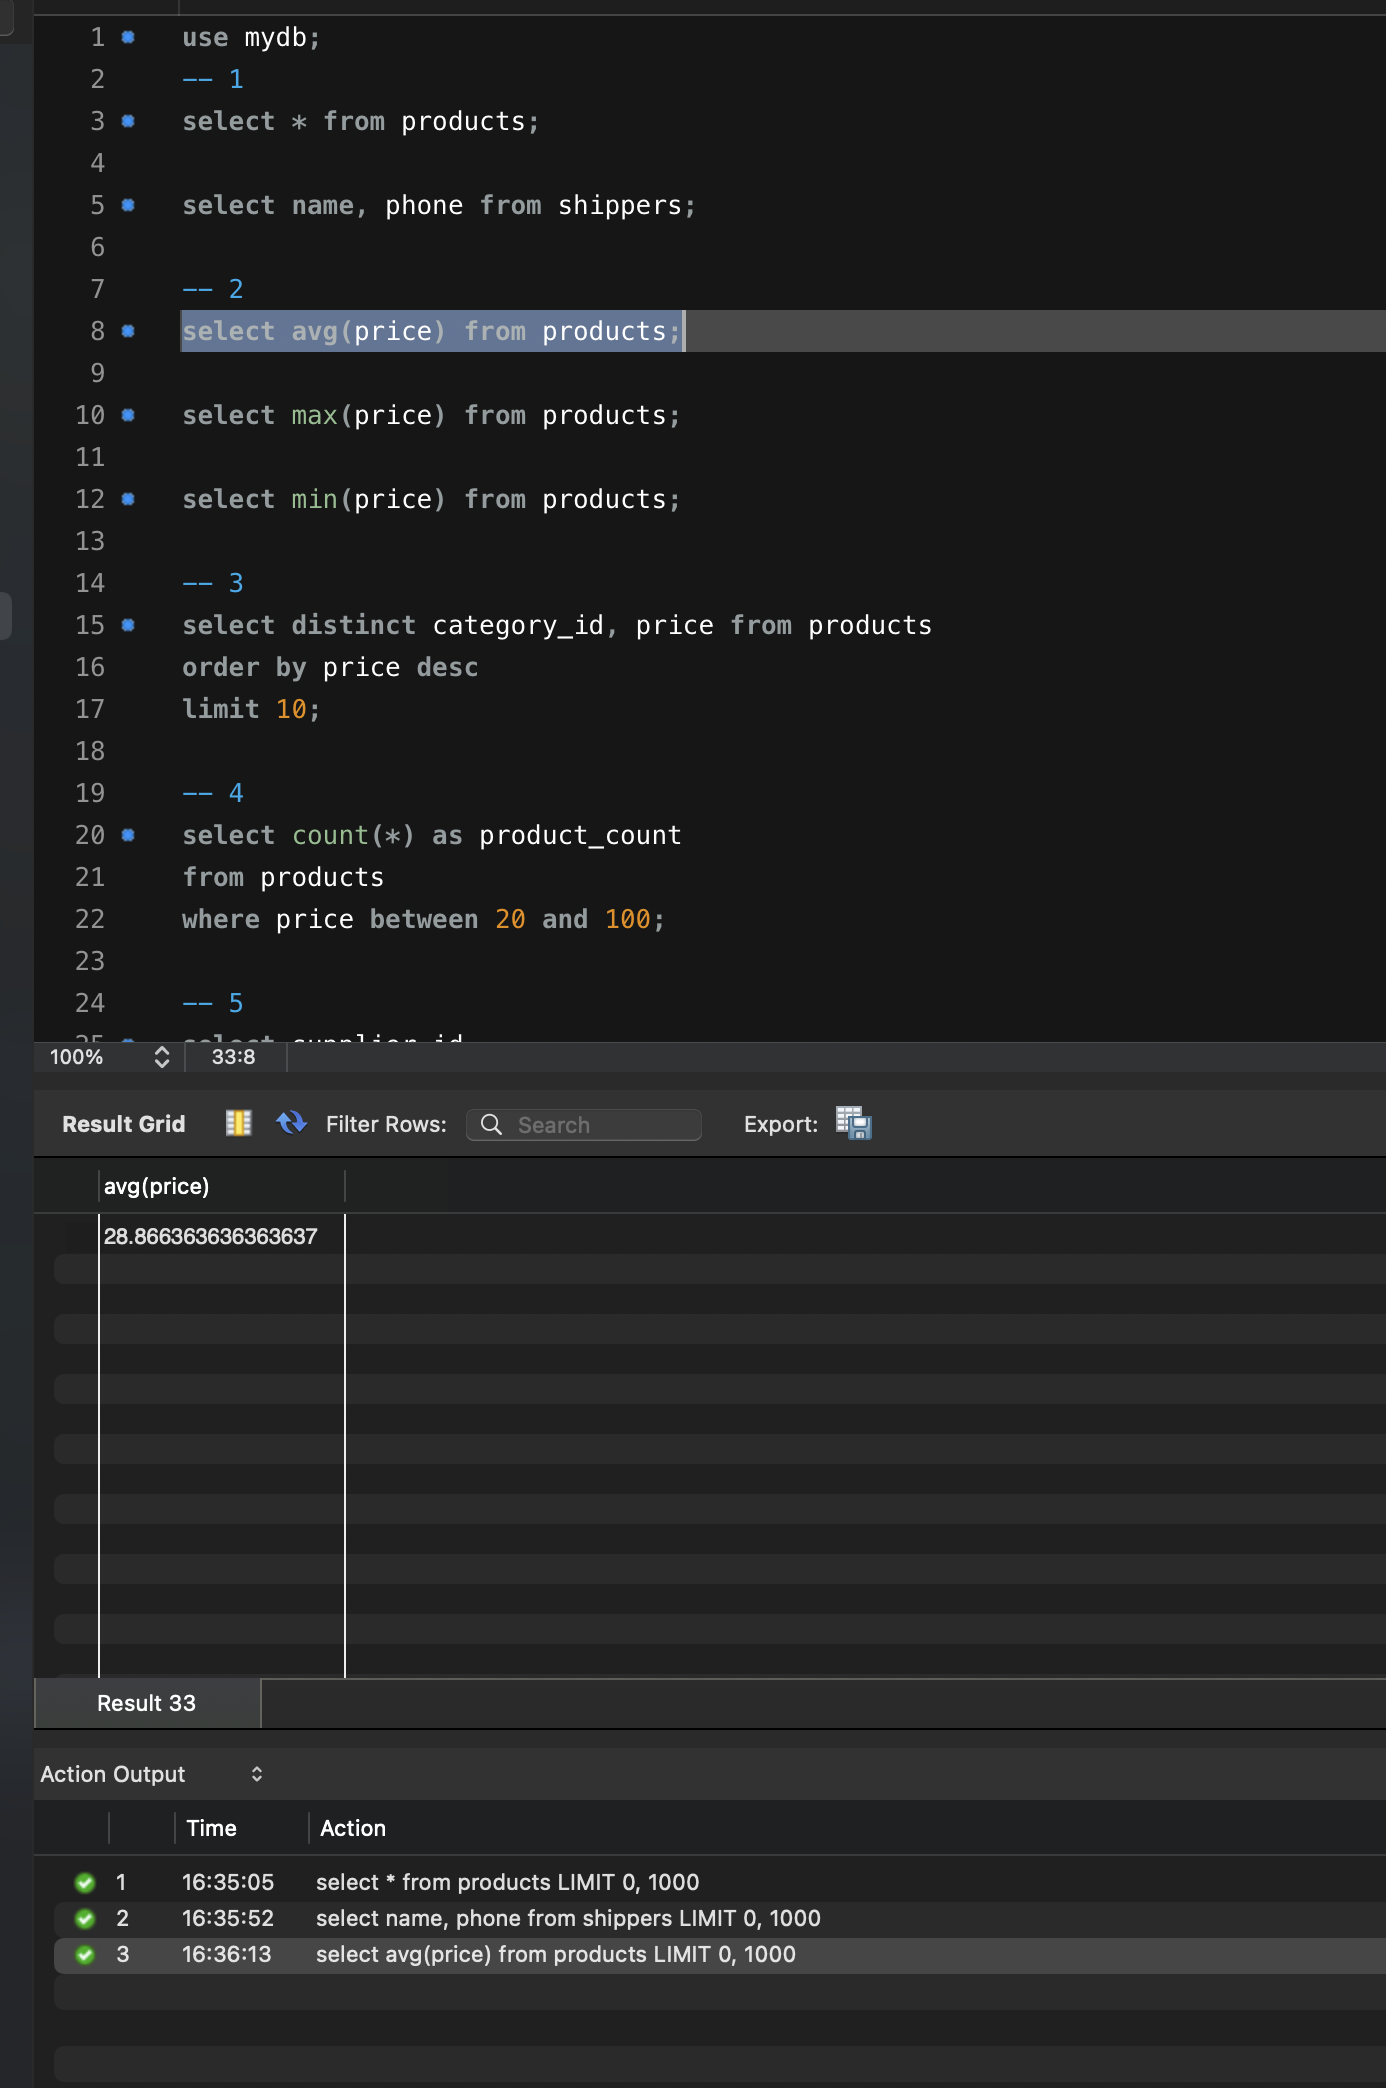 1 use mydb;
2 -- 1
3 select * from products;
4
5 select name, phone from shippers;
6
7 -- 2
8 select avg(price) from products;
9
10 select max(price) from products;
11
12 select min(price) from products;
13
14 -- 3
15 select distinct category_id, price from products
16 order by price desc
17 limit 10;
18
19 -- 4
20 select count(*) as product_count
21 from products
22 where price between 20 and 100;
23
24 -- 5
25 select supplier_id
100% 33:8
Result Grid Filter Rows: Search Export:
avg(price)
28.866363636363637
Result 33
Action Output
Time Action
1 16:35:05 select * from products LIMIT 0, 1000
2 16:35:52 select name, phone from shippers LIMIT 0, 1000
3 16:36:13 select avg(price) from products LIMIT 0, 1000